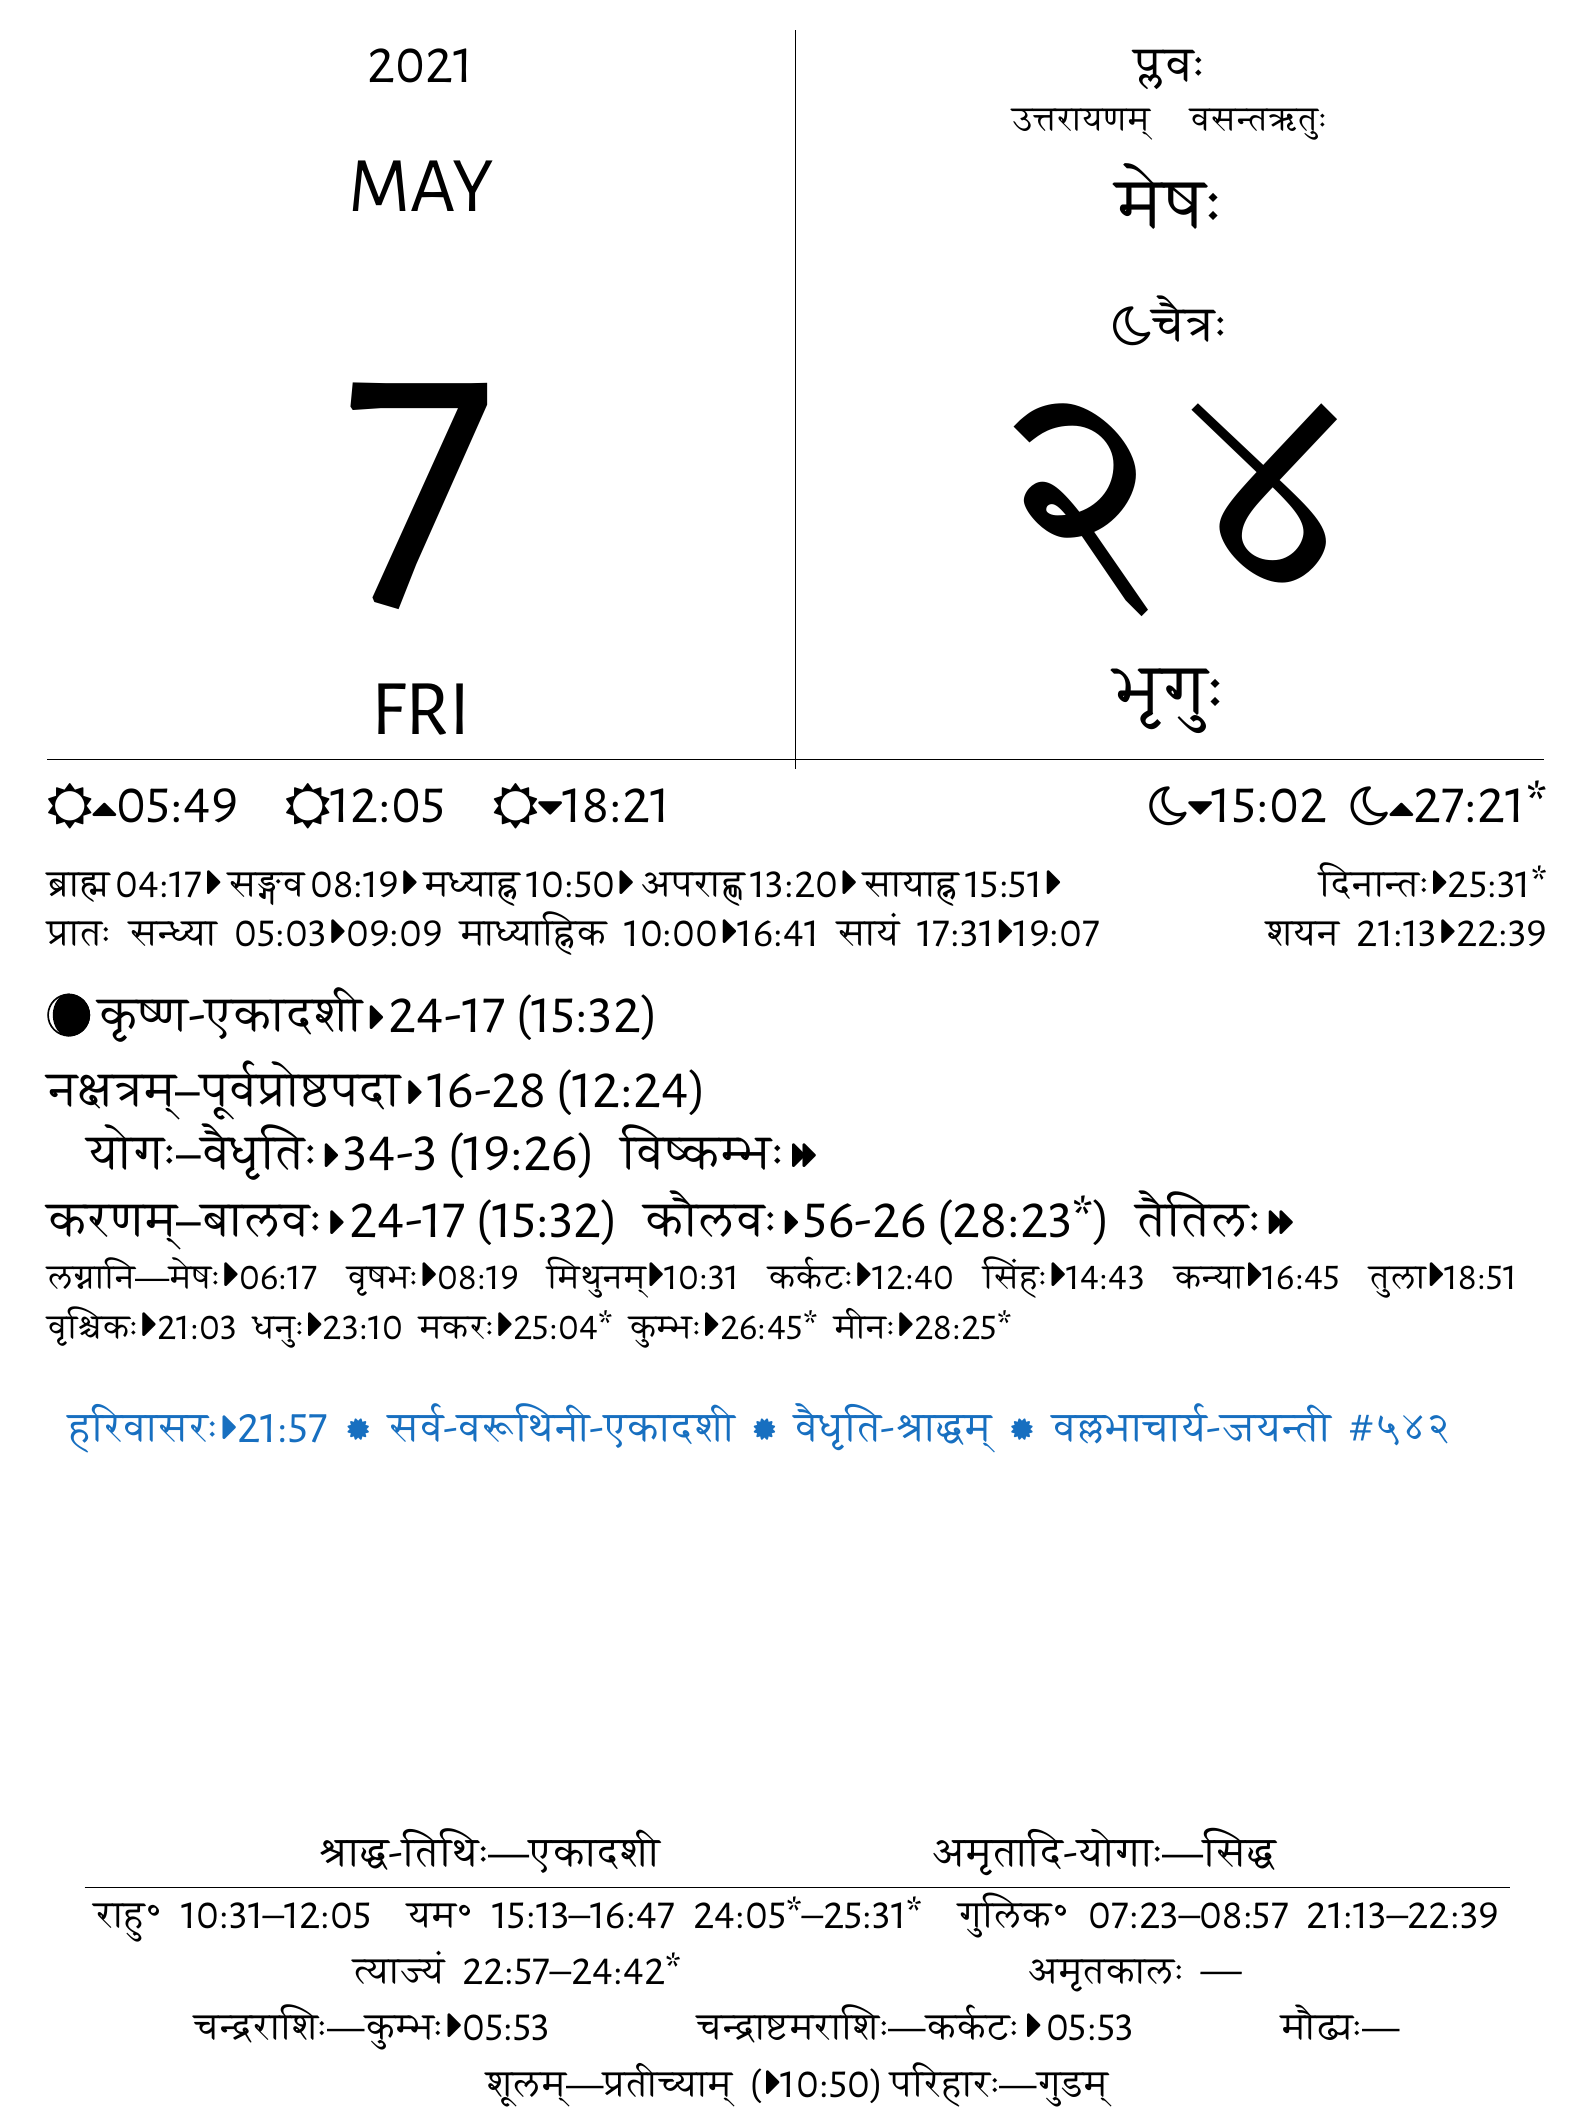 2021
MAY
7
FRI
प्लवः
उत्तरायणम् वसन्तऋतुः
मेषः
चैत्रः
२४
भृगुः
05:49 12:05 18:21 15:02 27:21*
ब्राह्म 04:17 सङ्गव 08:19 मध्याह्न 10:50 अपराह्ण 13:20 सायाह्न 15:51 दिनान्तः 25:31*
प्रातः सन्ध्या 05:03 09:09 माध्याह्निक 10:00 16:41 सायं 17:31 19:07 शयन 21:13 22:39
कृष्ण-एकादशी 24-17 (15:32)
नक्षत्रम्–पूर्वप्रोष्ठपदा 16-28 (12:24)
योगः–वैधृतिः 34-3 (19:26) विष्कम्भः
करणम्–बालवः 24-17 (15:32) कौलवः 56-26 (28:23*) तैतिलः
लग्नानि—मेषः 06:17 वृषभः 08:19 मिथुनम् 10:31 कर्कटः 12:40 सिंहः 14:43 कन्या 16:45 तुला 18:51
वृश्चिकः 21:03 धनुः 23:10 मकरः 25:04* कुम्भः 26:45* मीनः 28:25*
हरिवासरः 21:57 ✹ सर्व-वरूथिनी-एकादशी ✹ वैधृति-श्राद्धम् ✹ वल्लभाचार्य-जयन्ती #५४२
श्राद्ध-तिथिः—एकादशी अमृतादि-योगाः—सिद्ध
राहु॰ 10:31–12:05 यम॰ 15:13–16:47 24:05*–25:31* गुलिक॰ 07:23–08:57 21:13–22:39
त्याज्यं 22:57–24:42* अमृतकालः —
चन्द्रराशिः—कुम्भः 05:53 चन्द्राष्टमराशिः—कर्कटः 05:53 मौढ्यः—
शूलम्—प्रतीच्याम् (10:50) परिहारः—गुडम्